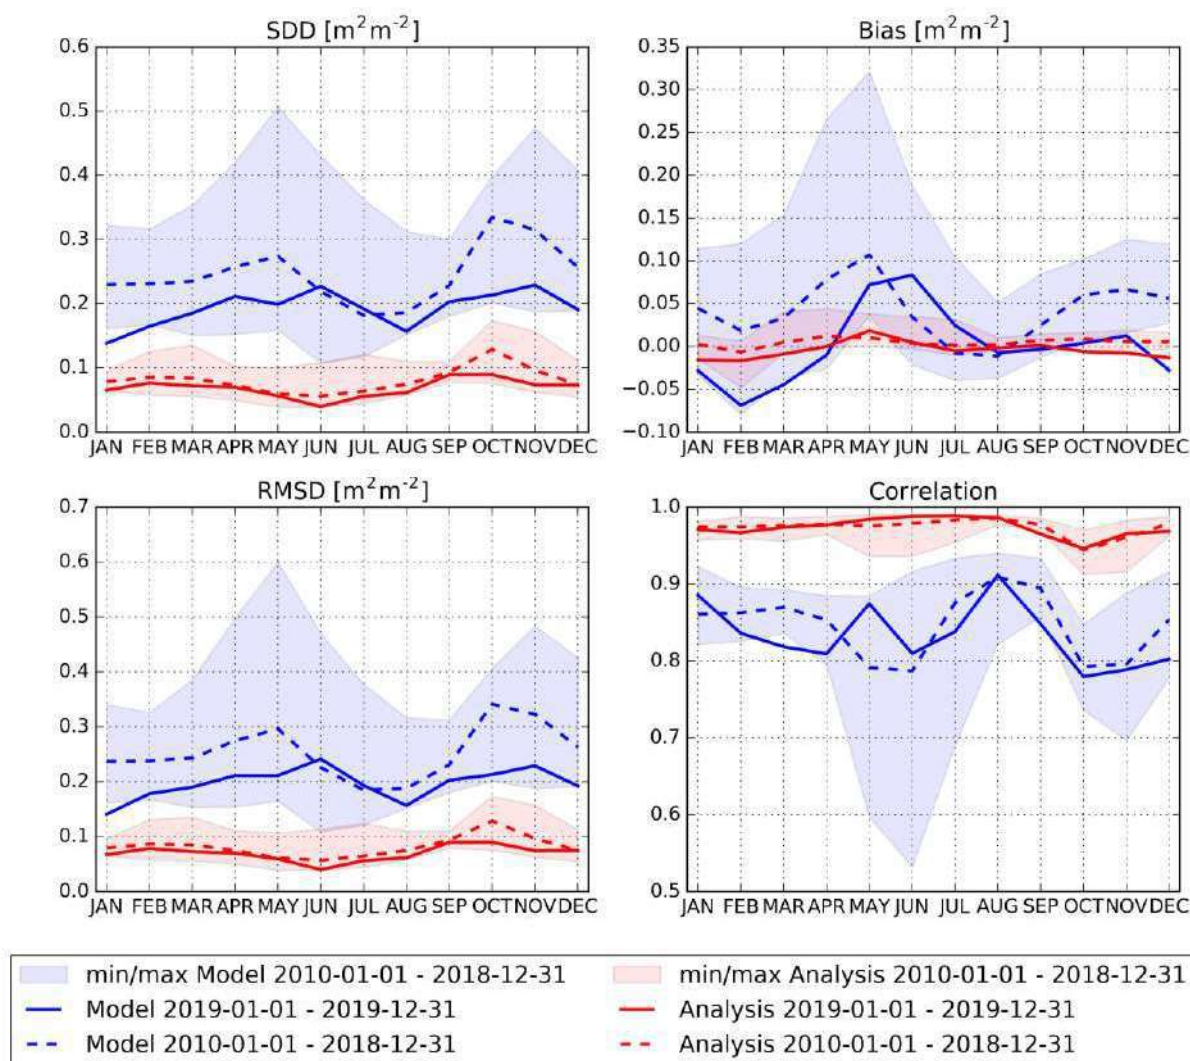 SDD [m²m⁻²]
0.6
0.5
0.4
0.3
0.2
0.1
0.0
JAN FEB MAR APR MAY JUN JUL AUG SEP OCT NOV DEC
Bias [m²m⁻²]
0.35
0.30
0.25
0.20
0.15
0.10
0.05
0.00
−0.05
−0.10
JAN FEB MAR APR MAY JUN JUL AUG SEP OCT NOV DEC
RMSD [m²m⁻²]
0.7
0.6
0.5
0.4
0.3
0.2
0.1
0.0
JAN FEB MAR APR MAY JUN JUL AUG SEP OCT NOV DEC
Correlation
1.0
0.9
0.8
0.7
0.6
0.5
JAN FEB MAR APR MAY JUN JUL AUG SEP OCT NOV DEC
min/max Model 2010-01-01 - 2018-12-31
Model 2019-01-01 - 2019-12-31
Model 2010-01-01 - 2018-12-31
min/max Analysis 2010-01-01 - 2018-12-31
Analysis 2019-01-01 - 2019-12-31
Analysis 2010-01-01 - 2018-12-31